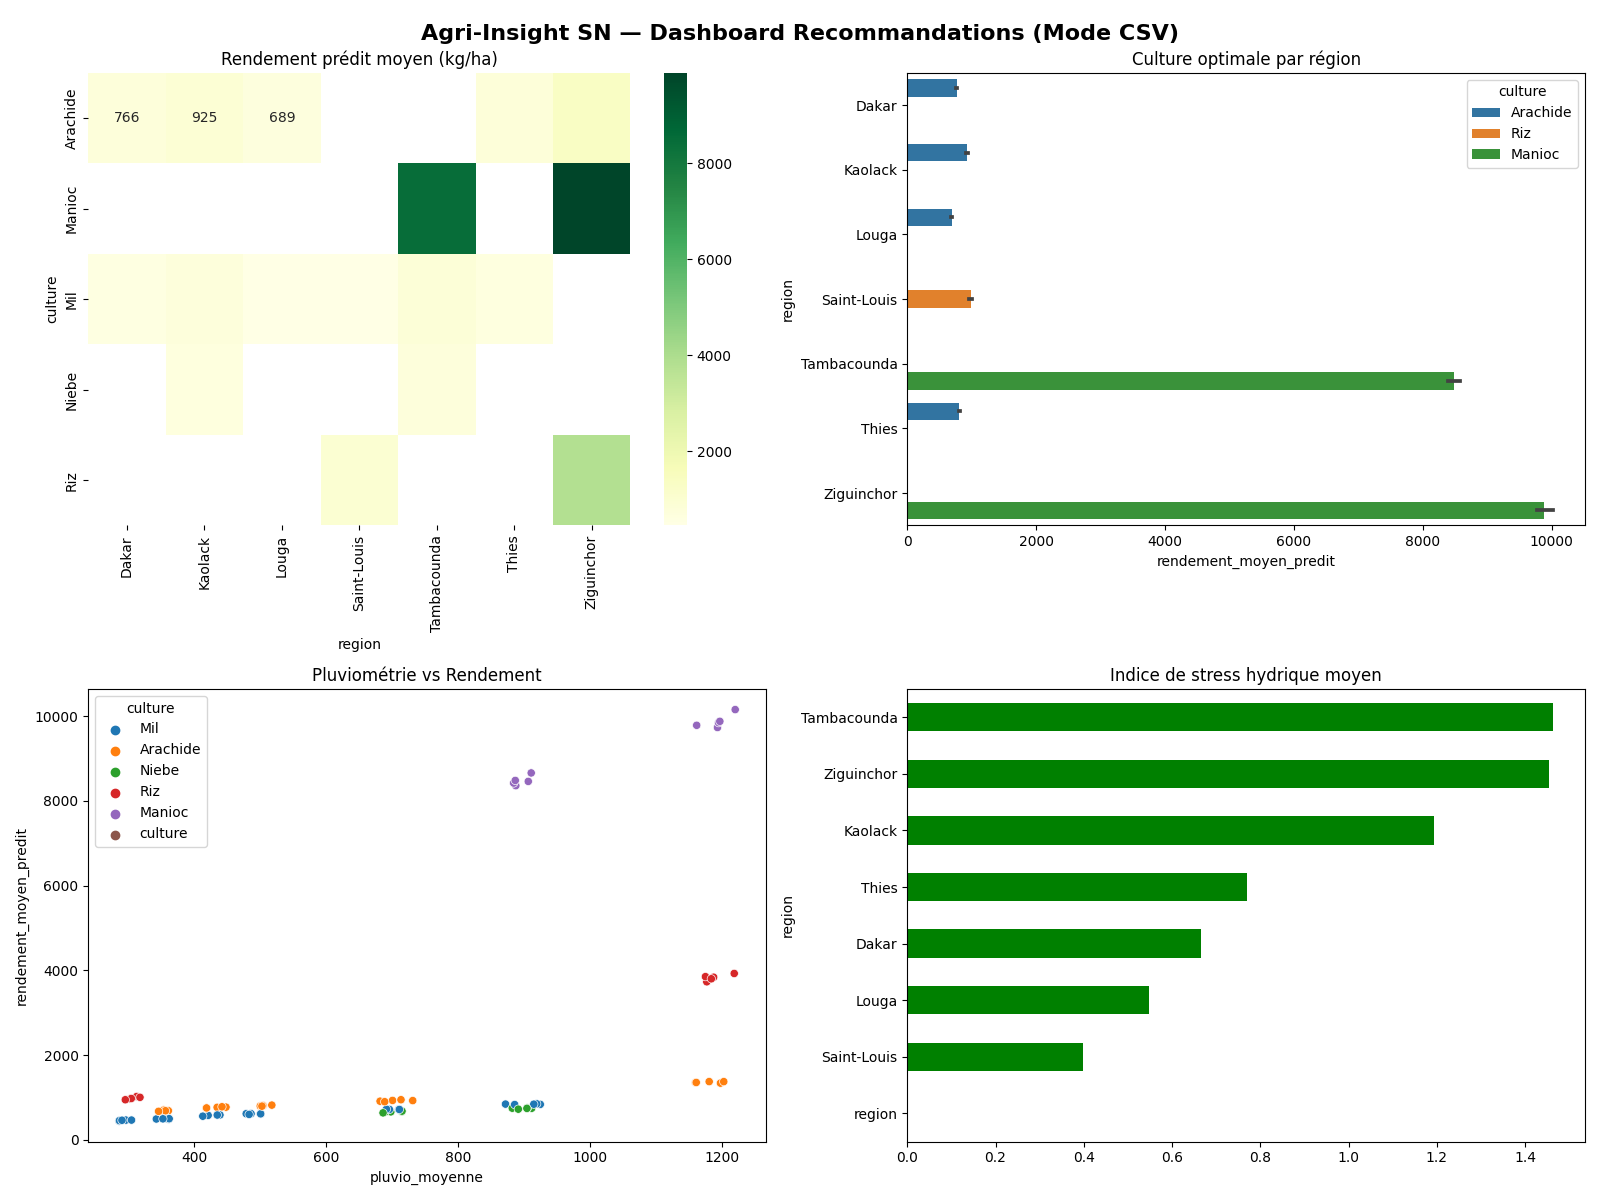 Agri-Insight SN — Dashboard Recommandations (Mode CSV)
Rendement prédit moyen (kg/ha)
culture
Arachide
Manioc
Mil
Niebe
Riz
766 925 689
Dakar
Kaolack
Louga
Saint-Louis
Tambacounda
Thies
Ziguinchor
region
8000
6000
4000
2000
Culture optimale par région
region
Dakar
Kaolack
Louga
Saint-Louis
Tambacounda
Thies
Ziguinchor
culture
Arachide
Riz
Manioc
0 2000 4000 6000 8000 10000
rendement_moyen_predit
Pluviométrie vs Rendement
rendement_moyen_predit
10000
8000
6000
4000
2000
0
culture
Mil
Arachide
Niebe
Riz
Manioc
culture
400 600 800 1000 1200
pluvio_moyenne
Indice de stress hydrique moyen
region
Tambacounda
Ziguinchor
Kaolack
Thies
Dakar
Louga
Saint-Louis
region
0.0 0.2 0.4 0.6 0.8 1.0 1.2 1.4